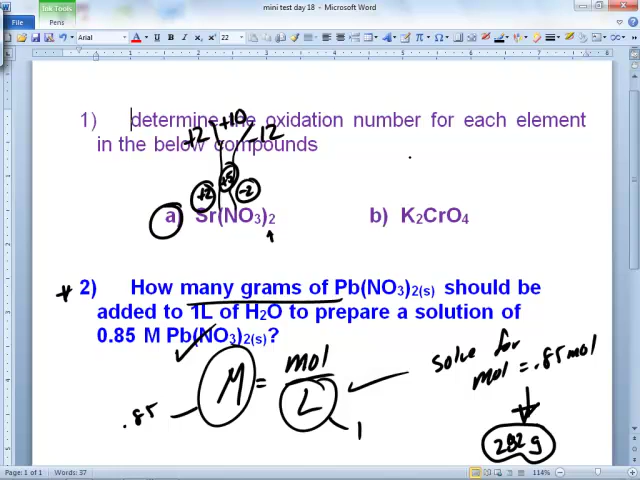 Ink Tools
mini test day 18 - Microsoft Word
File
Pens
Arial
22
1) determine the oxidation number for each element
in the below compounds
+2 +10 -12
+2 +5 -2
a) Sr(NO3)2 b) K2CrO4
2) How many grams of Pb(NO3)2(s) should be
added to 1L of H2O to prepare a solution of
0.85 M Pb(NO3)2(s)?
M = mol
L
.85
1
solve for
mol = .85 mol
282 g
Page: 1 of 1 Words: 37
114%